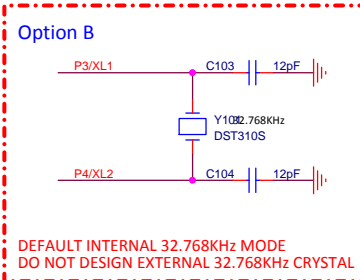 Option B
P3/XL1 C103 12pF
Y101 32.768KHz
DST310S
P4/XL2 C104 12pF
DEFAULT INTERNAL 32.768KHz MODE
DO NOT DESIGN EXTERNAL 32.768KHz CRYSTAL